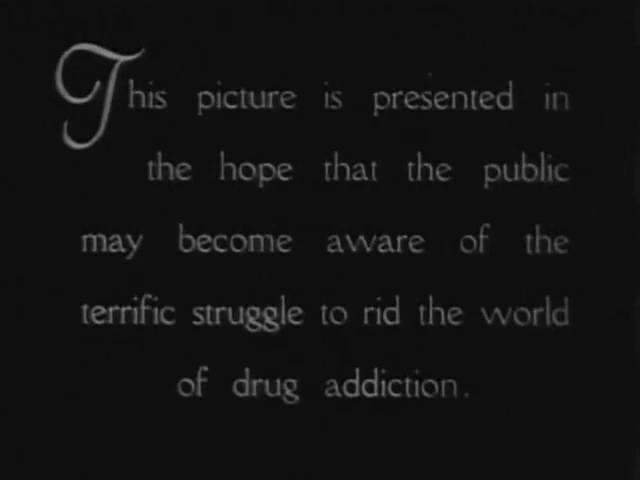 This picture is presented in
the hope that the public
may become aware of the
terrific struggle to rid the world
of drug addiction.